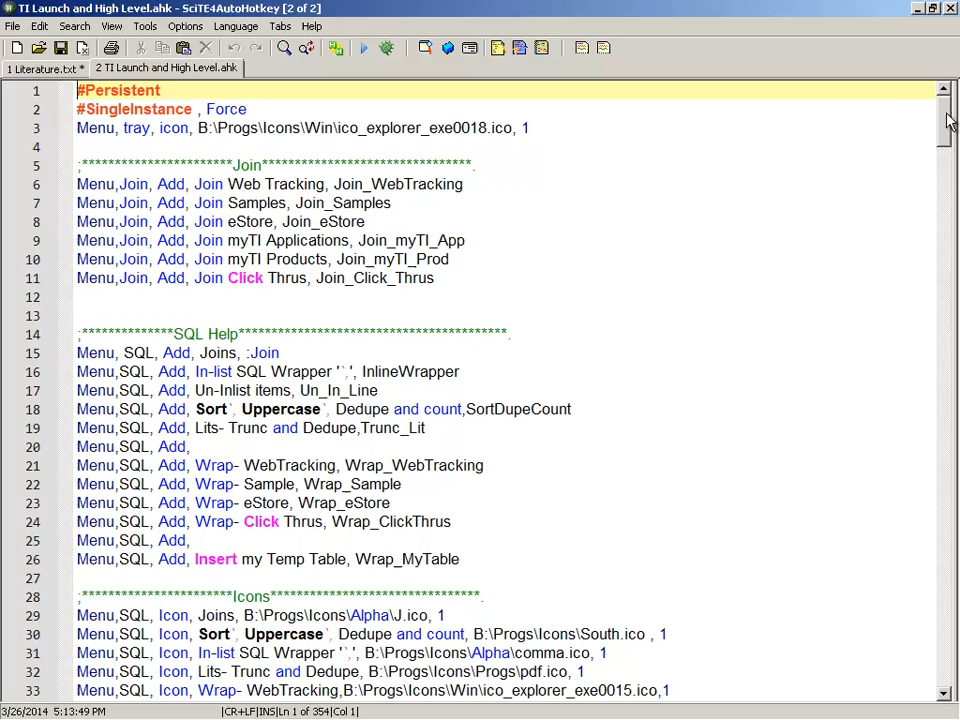 TI Launch and High Level.ahk - SciTE4AutoHotkey [2 of 2]
File Edit Search View Tools Options Language Tabs Help
1 Literature.txt * 2 TI Launch and High Level.ahk
1 #Persistent
2 #SingleInstance , Force
3 Menu, tray, icon, B:\Progs\Icons\Win\ico_explorer_exe0018.ico, 1
4
5 ;***********************Join********************************.
6 Menu,Join, Add, Join Web Tracking, Join_WebTracking
7 Menu,Join, Add, Join Samples, Join_Samples
8 Menu,Join, Add, Join eStore, Join_eStore
9 Menu,Join, Add, Join myTI Applications, Join_myTI_App
10 Menu,Join, Add, Join myTI Products, Join_myTI_Prod
11 Menu,Join, Add, Join Click Thrus, Join_Click_Thrus
12
13
14 ;**************SQL Help*****************************************.
15 Menu, SQL, Add, Joins, :Join
16 Menu,SQL, Add, In-list SQL Wrapper '`,', InlineWrapper
17 Menu,SQL, Add, Un-Inlist items, Un_In_Line
18 Menu,SQL, Add, Sort`, Uppercase`, Dedupe and count,SortDupeCount
19 Menu,SQL, Add, Lits- Trunc and Dedupe,Trunc_Lit
20 Menu,SQL, Add,
21 Menu,SQL, Add, Wrap- WebTracking, Wrap_WebTracking
22 Menu,SQL, Add, Wrap- Sample, Wrap_Sample
23 Menu,SQL, Add, Wrap- eStore, Wrap_eStore
24 Menu,SQL, Add, Wrap- Click Thrus, Wrap_ClickThrus
25 Menu,SQL, Add,
26 Menu,SQL, Add, Insert my Temp Table, Wrap_MyTable
27
28 ;***********************Icons********************************.
29 Menu,SQL, Icon, Joins, B:\Progs\Icons\Alpha\J.ico, 1
30 Menu,SQL, Icon, Sort`, Uppercase`, Dedupe and count, B:\Progs\Icons\South.ico , 1
31 Menu,SQL, Icon, In-list SQL Wrapper '`,', B:\Progs\Icons\Alpha\comma.ico, 1
32 Menu,SQL, Icon, Lits- Trunc and Dedupe, B:\Progs\Icons\Progs\pdf.ico, 1
33 Menu,SQL, Icon, Wrap- WebTracking,B:\Progs\Icons\Win\ico_explorer_exe0015.ico,1
3/26/2014 5:13:49 PM |CR+LF|INS|Ln 1 of 354|Col 1|